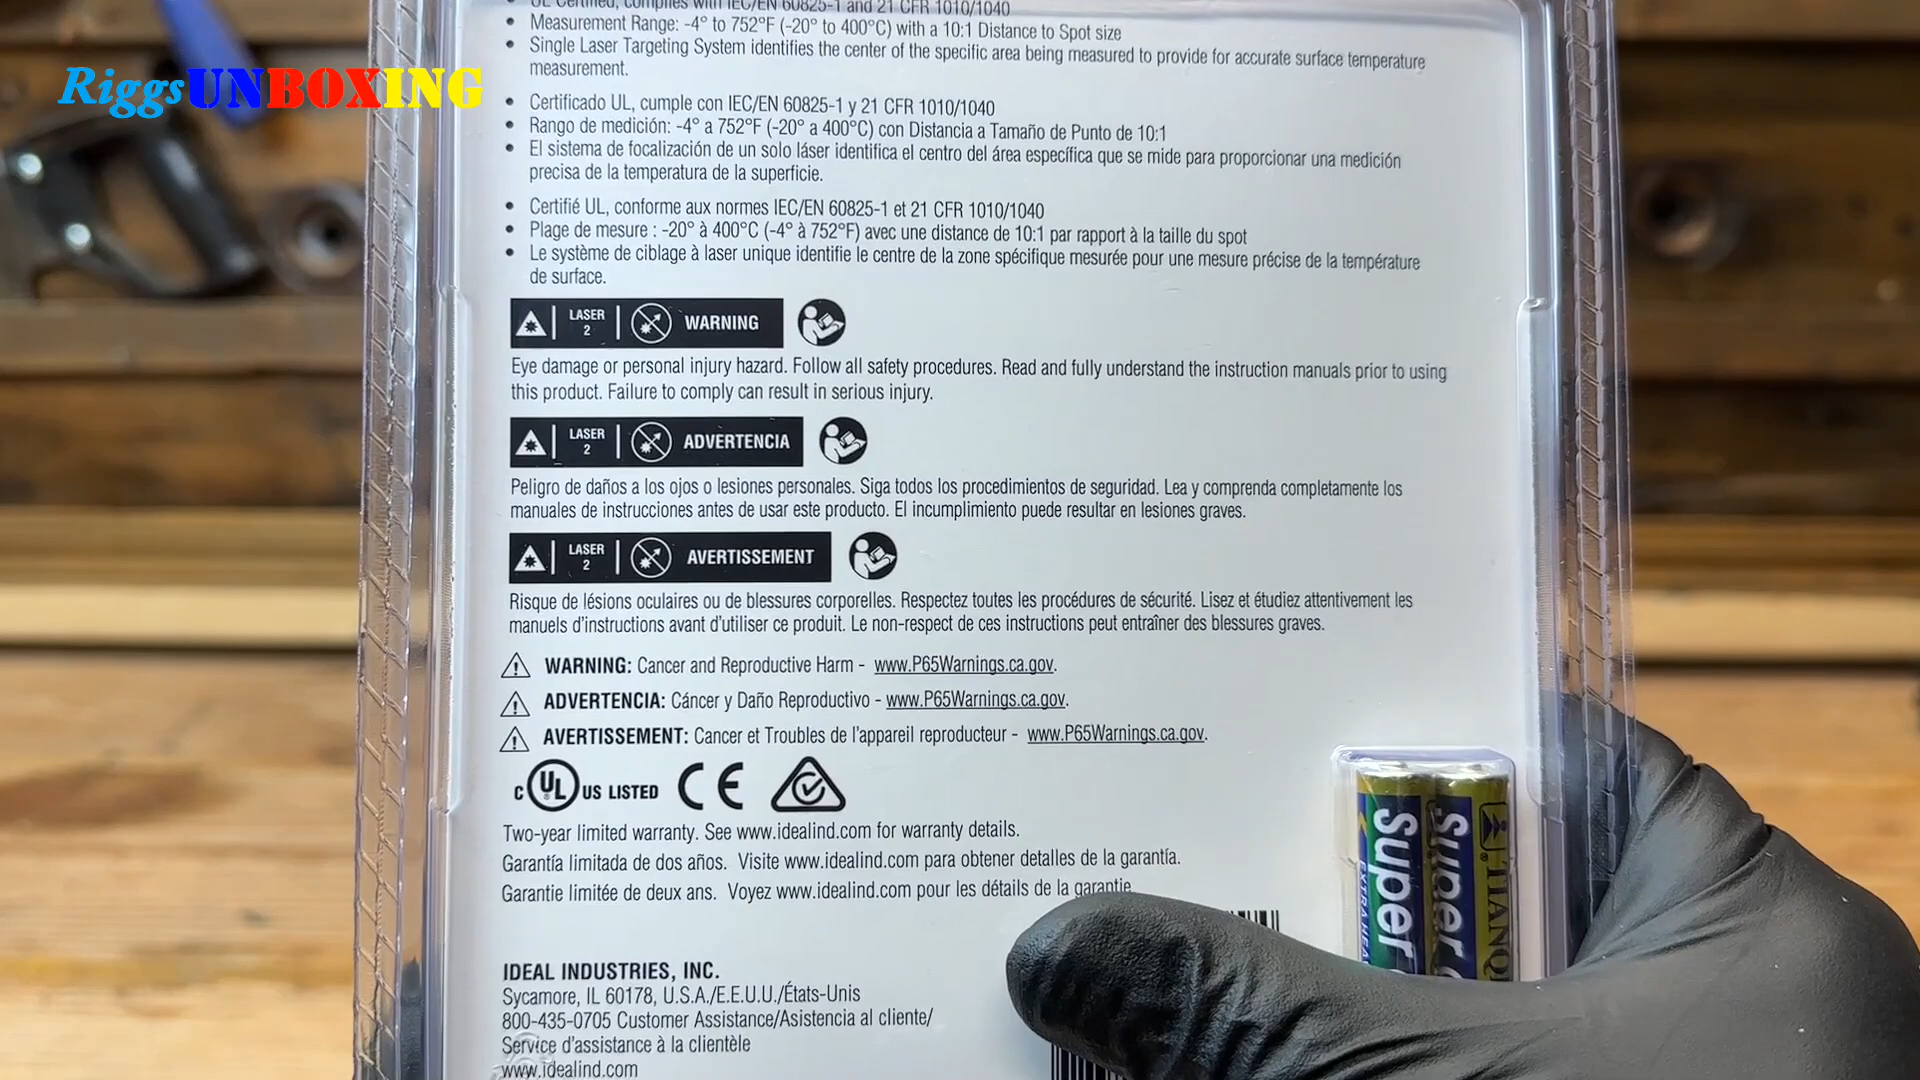 RiggsUNBOXING
UL Certified, complies with IEC/EN 60825-1 and 21 CFR 1010/1040
• Measurement Range: -4° to 752°F (-20° to 400°C) with a 10:1 Distance to Spot size
• Single Laser Targeting System identifies the center of the specific area being measured to provide for accurate surface temperature
measurement.
• Certificado UL, cumple con IEC/EN 60825-1 y 21 CFR 1010/1040
• Rango de medición: -4° a 752°F (-20° a 400°C) con Distancia a Tamaño de Punto de 10:1
• El sistema de focalización de un solo láser identifica el centro del área específica que se mide para proporcionar una medición
precisa de la temperatura de la superficie.
• Certifié UL, conforme aux normes IEC/EN 60825-1 et 21 CFR 1010/1040
• Plage de mesure : -20° à 400°C (-4° à 752°F) avec une distance de 10:1 par rapport à la taille du spot
• Le système de ciblage à laser unique identifie le centre de la zone spécifique mesurée pour une mesure précise de la température
de surface.
LASER 2 WARNING
Eye damage or personal injury hazard. Follow all safety procedures. Read and fully understand the instruction manuals prior to using
this product. Failure to comply can result in serious injury.
LASER 2 ADVERTENCIA
Peligro de daños a los ojos o lesiones personales. Siga todos los procedimientos de seguridad. Lea y comprenda completamente los
manuales de instrucciones antes de usar este producto. El incumplimiento puede resultar en lesiones graves.
LASER 2 AVERTISSEMENT
Risque de lésions oculaires ou de blessures corporelles. Respectez toutes les procédures de sécurité. Lisez et étudiez attentivement les
manuels d'instructions avant d'utiliser ce produit. Le non-respect de ces instructions peut entraîner des blessures graves.
WARNING: Cancer and Reproductive Harm - www.P65Warnings.ca.gov.
ADVERTENCIA: Cáncer y Daño Reproductivo - www.P65Warnings.ca.gov.
AVERTISSEMENT: Cancer et Troubles de l'appareil reproducteur - www.P65Warnings.ca.gov.
C UL® US LISTED CE
Two-year limited warranty. See www.idealind.com for warranty details.
Garantía limitada de dos años. Visite www.idealind.com para obtener detalles de la garantía.
Garantie limitée de deux ans. Voyez www.idealind.com pour les détails de la garantie
IDEAL INDUSTRIES, INC.
Sycamore, IL 60178, U.S.A./E.E.U.U./États-Unis
800-435-0705 Customer Assistance/Asistencia al cliente/
Service d'assistance à la clientèle
www.idealind.com
Super
EXTRA HEA
Super
TIANQ